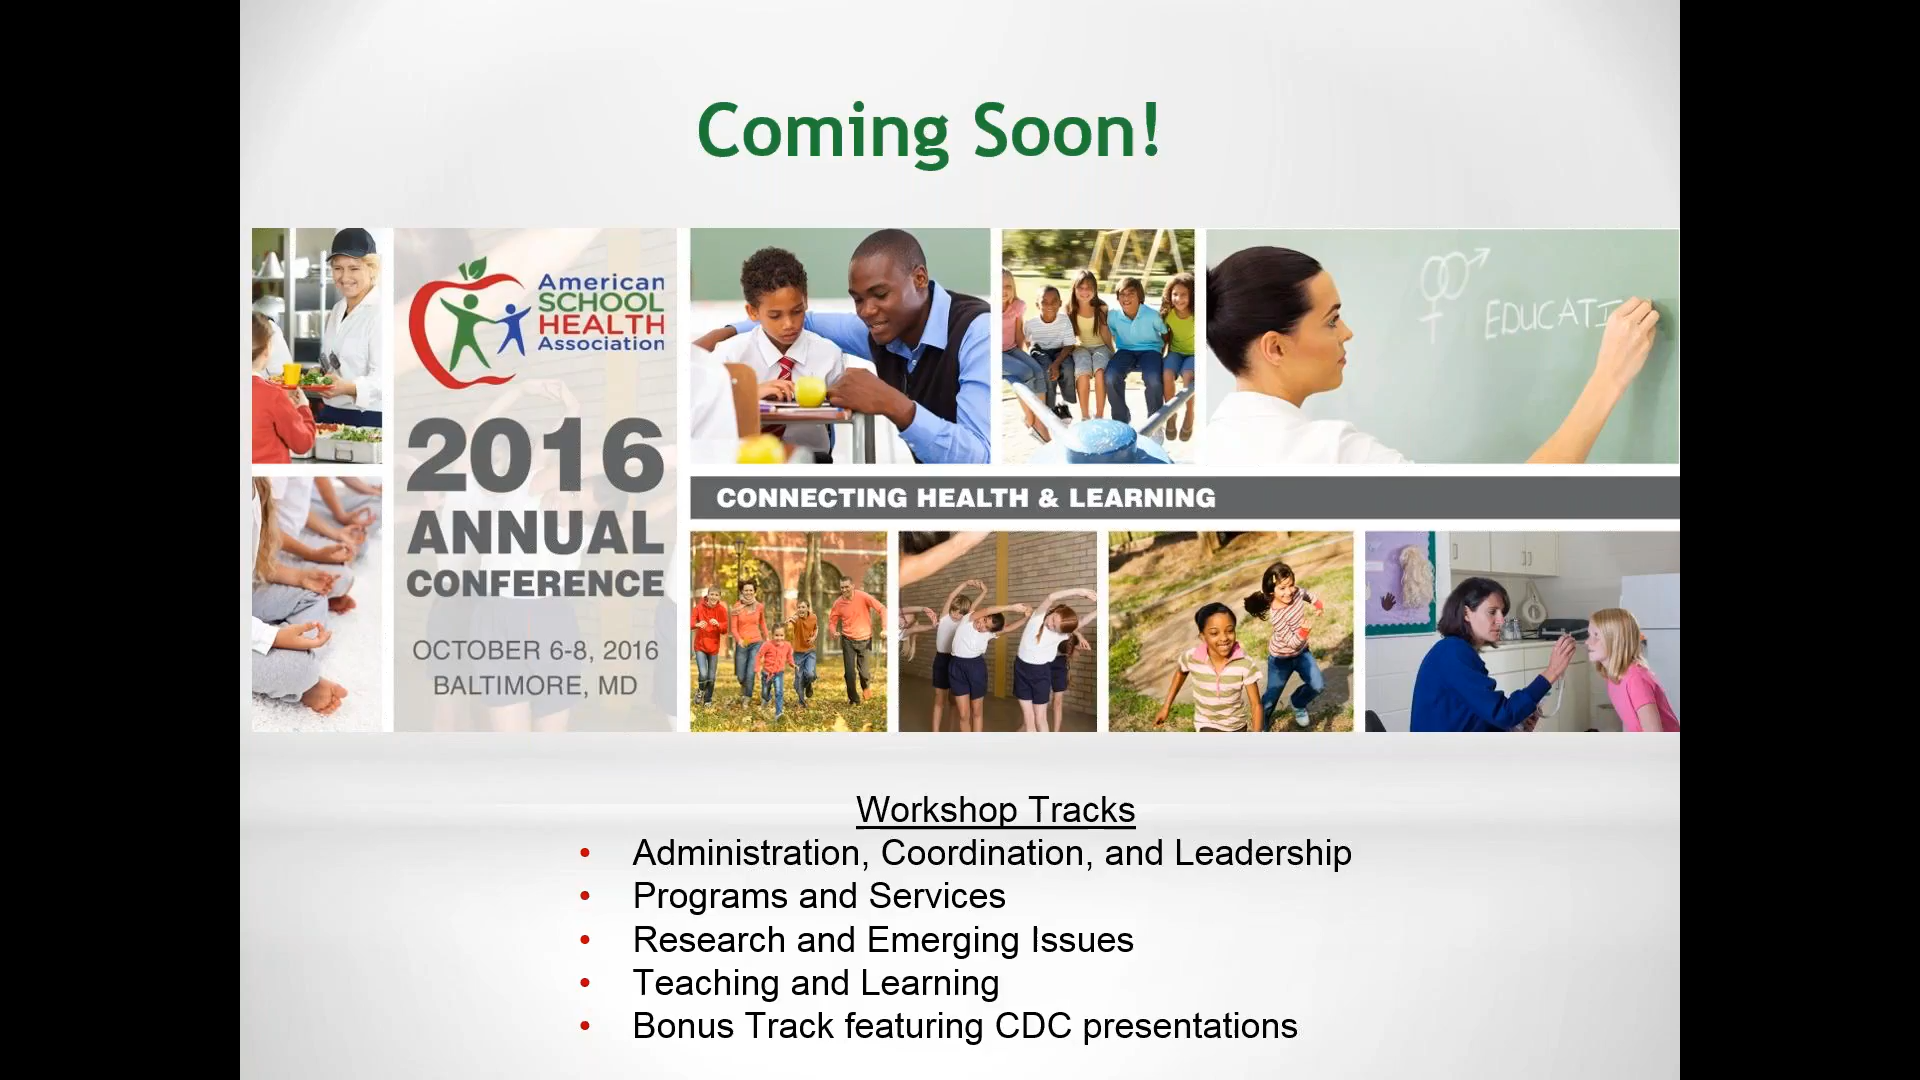 Coming Soon!
American
SCHOOL
HEALTH
Association
2016
ANNUAL
CONFERENCE
OCTOBER 6-8, 2016
BALTIMORE, MD
EDUCATI
CONNECTING HEALTH & LEARNING
Workshop Tracks
• Administration, Coordination, and Leadership
• Programs and Services
• Research and Emerging Issues
• Teaching and Learning
• Bonus Track featuring CDC presentations